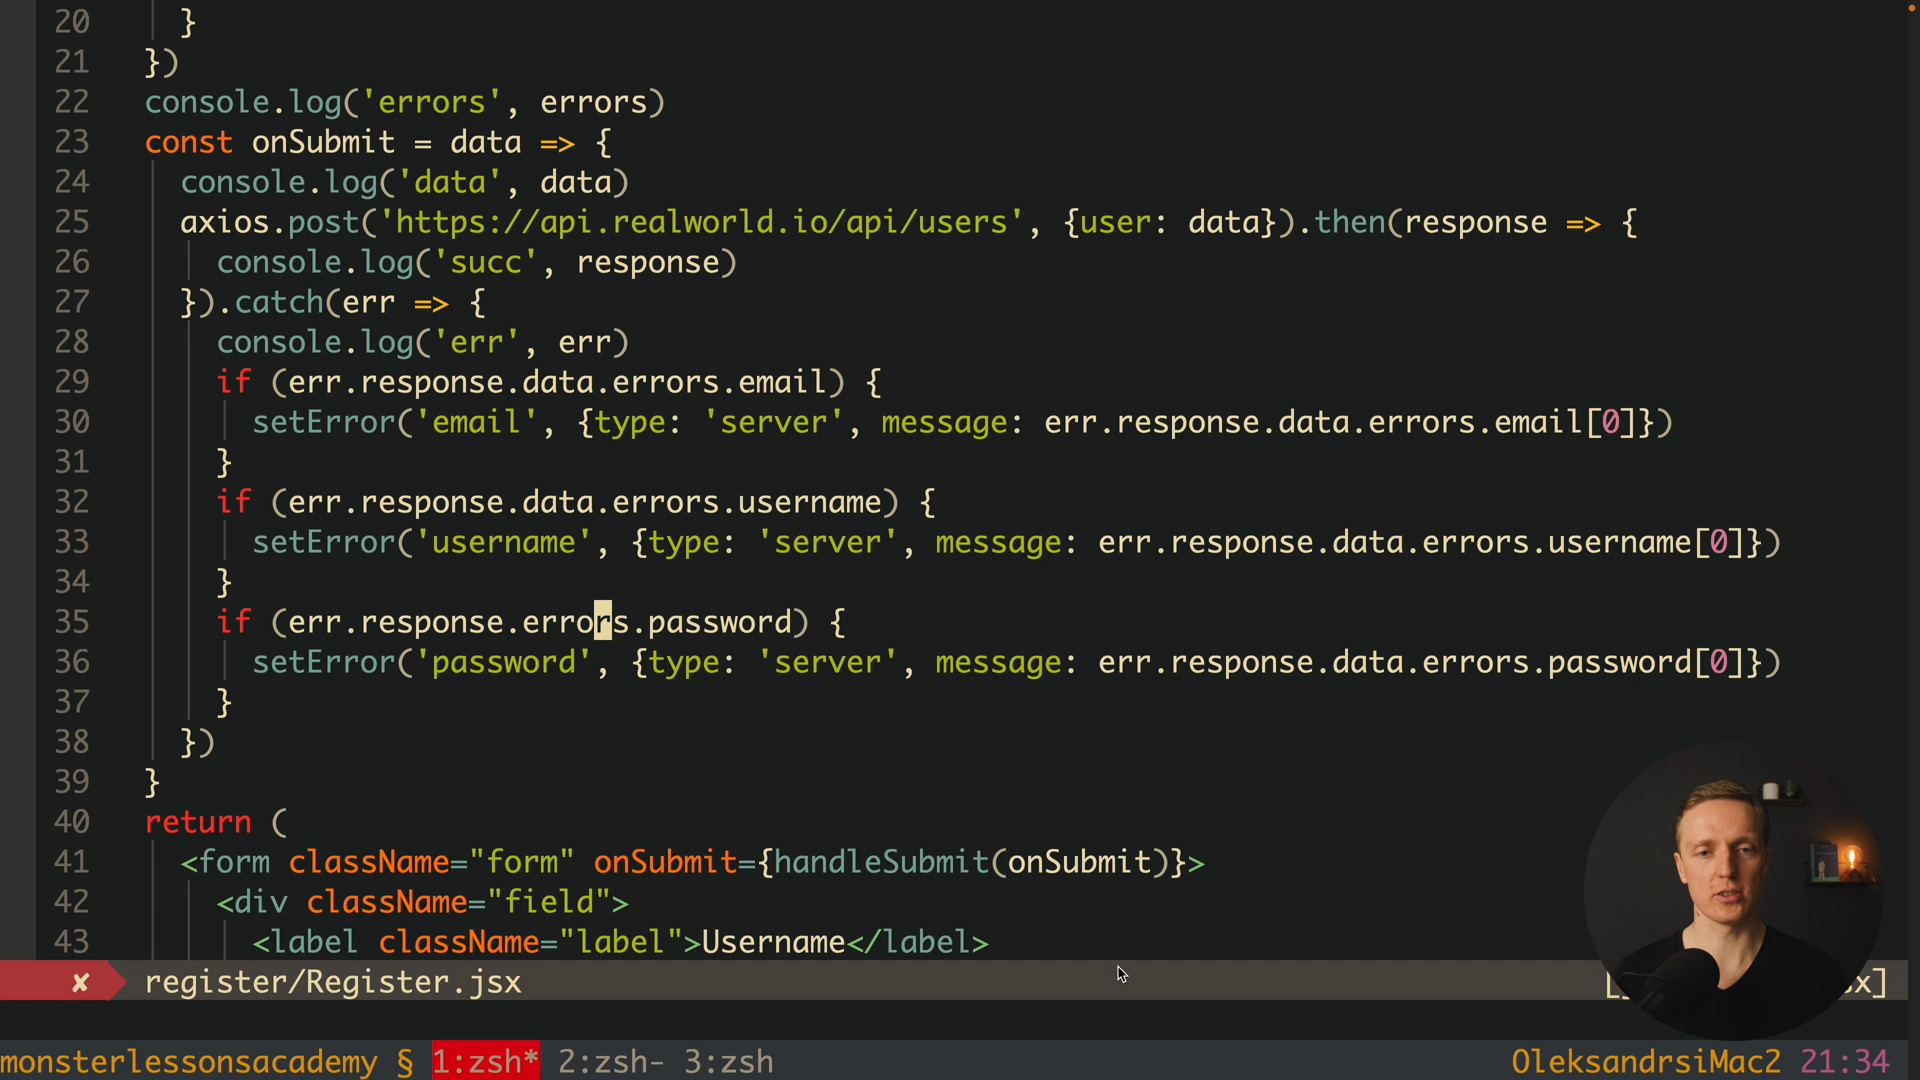 20 }
21 })
22 console.log('errors', errors)
23 const onSubmit = data => {
24 console.log('data', data)
25 axios.post('https://api.realworld.io/api/users', {user: data}).then(response => {
26 console.log('succ', response)
27 }).catch(err => {
28 console.log('err', err)
29 if (err.response.data.errors.email) {
30 setError('email', {type: 'server', message: err.response.data.errors.email[0]})
31 }
32 if (err.response.data.errors.username) {
33 setError('username', {type: 'server', message: err.response.data.errors.username[0]})
34 }
35 if (err.response.errors.password) {
36 setError('password', {type: 'server', message: err.response.data.errors.password[0]})
37 }
38 })
39 }
40 return (
41 <form className="form" onSubmit={handleSubmit(onSubmit)}>
42 <div className="field">
43 <label className="label">Username</label>
✘ register/Register.jsx
monsterlessonsacademy § 1:zsh* 2:zsh- 3:zsh OleksandrsiMac2 21:34